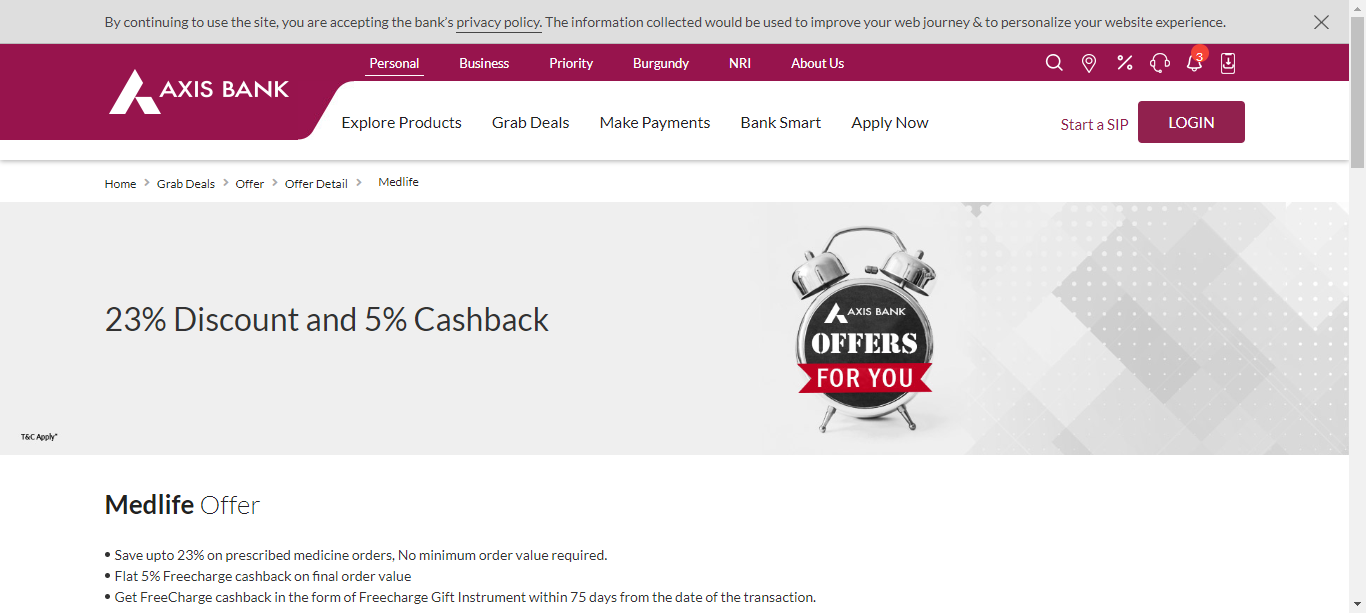 By continuing to use the site, you are accepting the bank's privacy policy. The information collected would be used to improve your web journey & to personalize your website experience.
Personal Business Priority Burgundy NRI About Us
3
AXIS BANK
Explore Products Grab Deals Make Payments Bank Smart Apply Now Start a SIP LOGIN
Home Grab Deals Offer Offer Detail Medlife
23% Discount and 5% Cashback
AXIS BANK
OFFERS
FOR YOU
T&C Apply*
Medlife Offer
• Save upto 23% on prescribed medicine orders, No minimum order value required.
• Flat 5% Freecharge cashback on final order value
• Get FreeCharge cashback in the form of Freecharge Gift Instrument within 75 days from the date of the transaction.